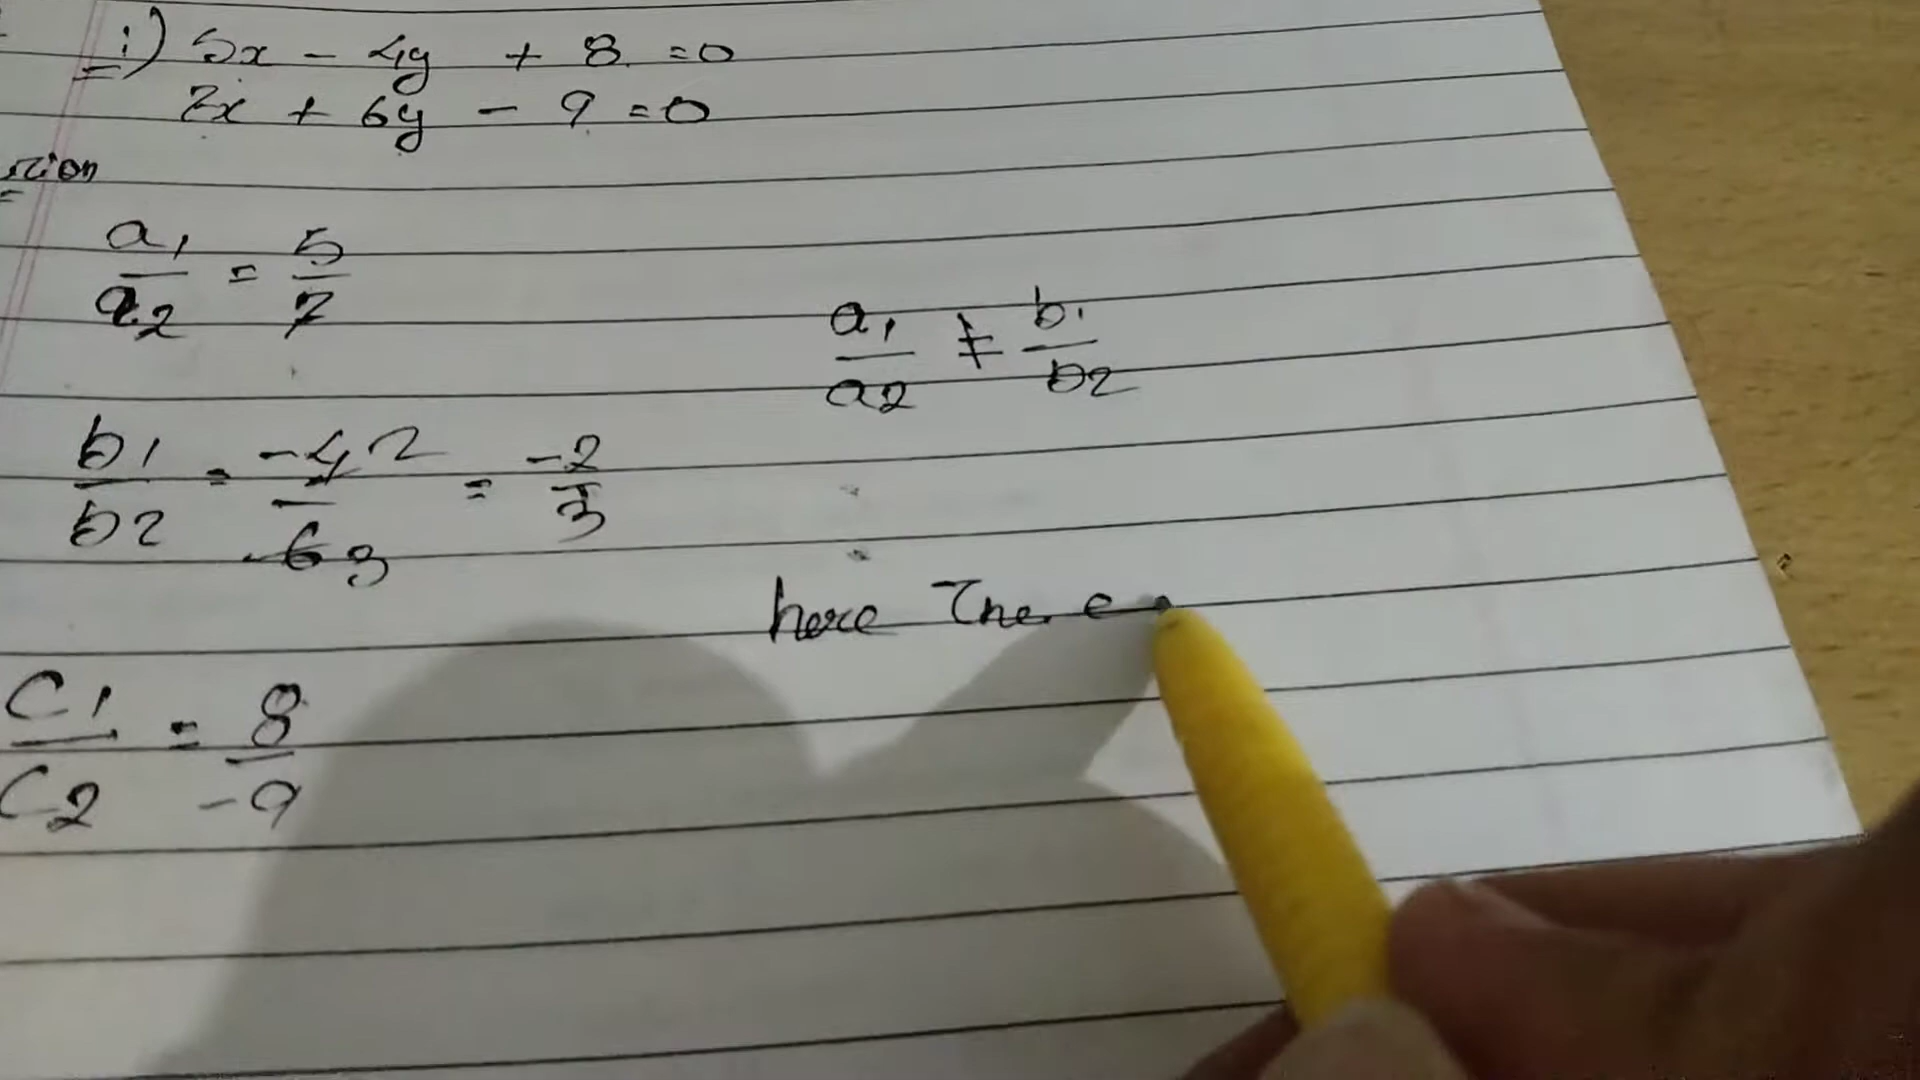 i) 5x - 4y + 8 = 0
7x + 6y - 9 = 0
a1/a2 = 5/7
a1/a2 ≠ b1/b2
b1/b2 = -4 2/6 3 = -2/3
here The e
C1/C2 = 8/-9